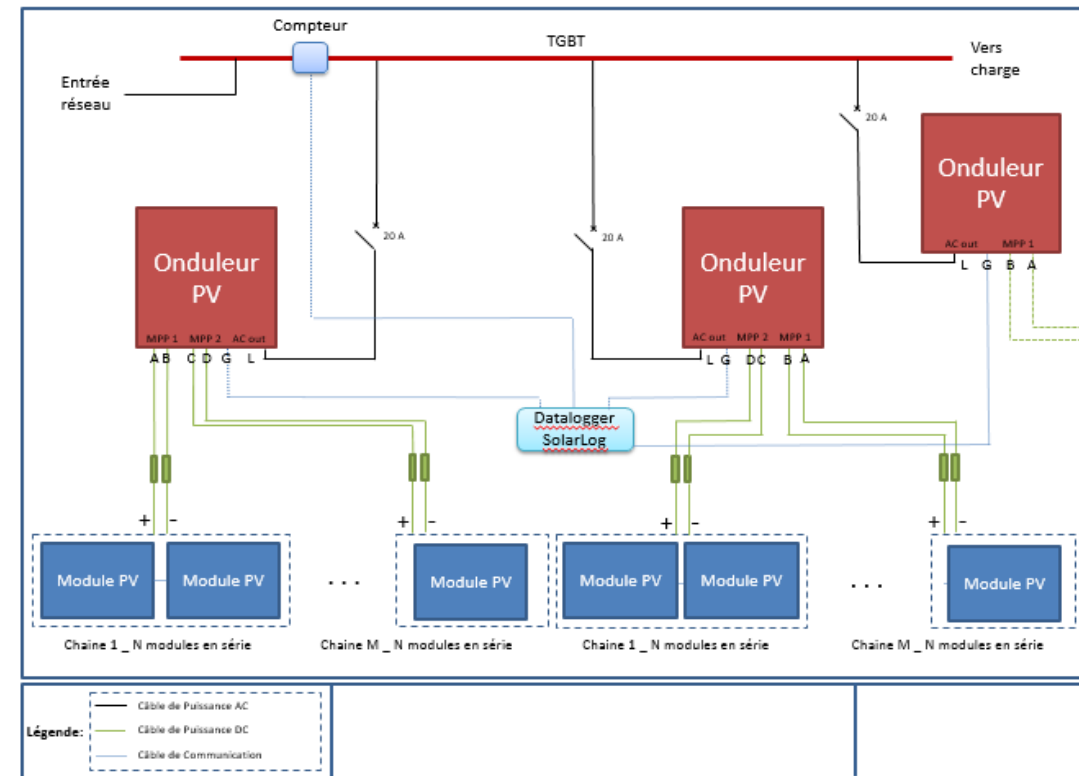 Compteur
TGBT
Vers
charge
Entrée
réseau
20 A
Onduleur
PV
AC out MPP 1
L G B A
20 A
20 A
Onduleur
PV
MPP 1 MPP 2 AC out
A B C D G L
Onduleur
PV
AC out MPP 2 MPP 1
L G D C B A
Datalogger
SolarLog
+ -
+ -
+ -
+ -
Module PV
Module PV
. . .
Module PV
Module PV
Module PV
. . .
Module PV
Chaine 1 _ N modules en série
Chaine M _ N modules en série
Chaine 1 _ N modules en série
Chaine M _ N modules en série
Légende:
Câble de Puissance AC
Câble de Puissance DC
Câble de Communication